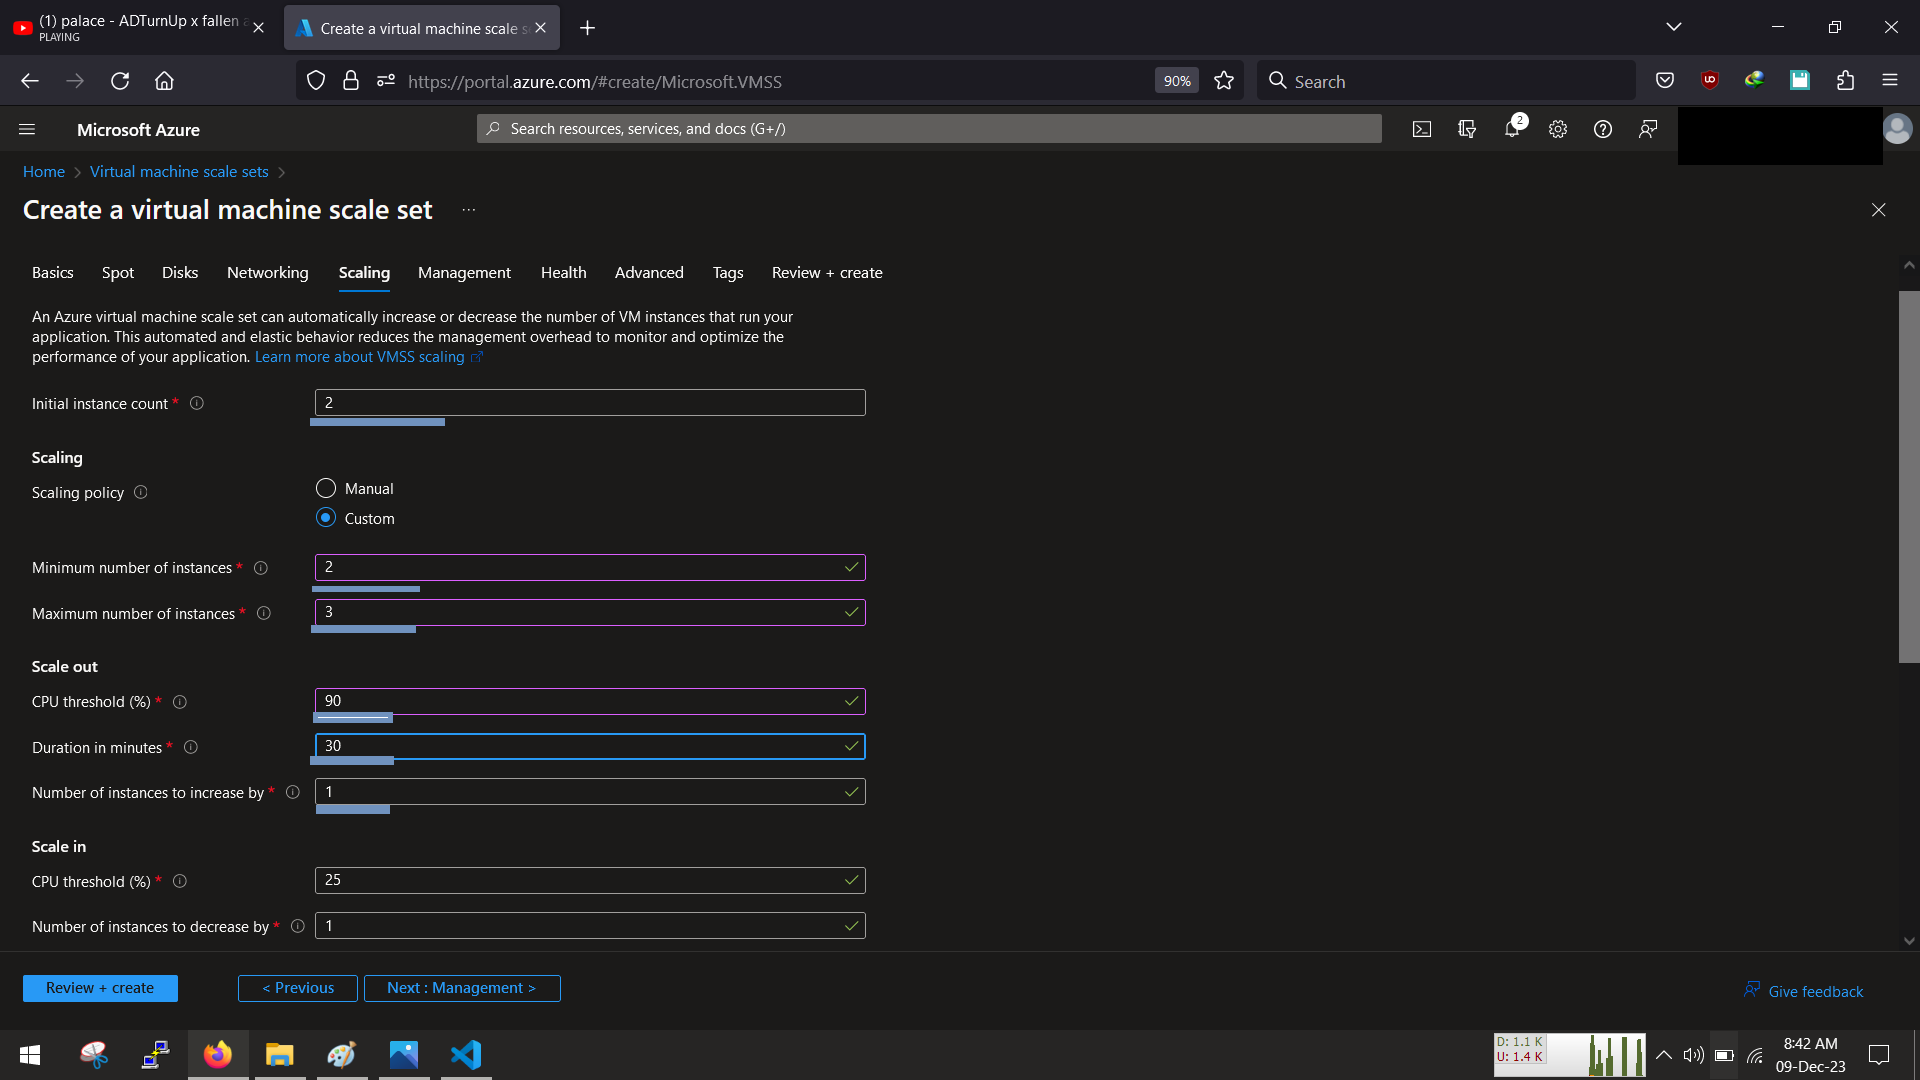 (1) palace - ADTurnUp x fallen
PLAYING
Create a virtual machine scale s
https://portal.azure.com/#create/Microsoft.VMSS
90%
Search
Microsoft Azure
Search resources, services, and docs (G+/)
2
Home > Virtual machine scale sets >
Create a virtual machine scale set ...
Basics Spot Disks Networking Scaling Management Health Advanced Tags Review + create
An Azure virtual machine scale set can automatically increase or decrease the number of VM instances that run your
application. This automated and elastic behavior reduces the management overhead to monitor and optimize the
performance of your application. Learn more about VMSS scaling
Initial instance count * 2
Scaling
Scaling policy
Manual
Custom
Minimum number of instances * 2
Maximum number of instances * 3
Scale out
CPU threshold (%) * 90
Duration in minutes * 30
Number of instances to increase by * 1
Scale in
CPU threshold (%) * 25
Number of instances to decrease by * 1
Review + create
< Previous
Next : Management >
Give feedback
D: 1.1 K
U: 1.4 K
8:42 AM
09-Dec-23